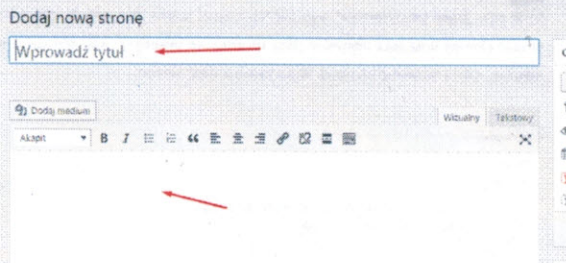 Dodaj nową stronę
Wprowadź tytuł
Dodaj medium
Wizualny Tekstowy
Akapit B I